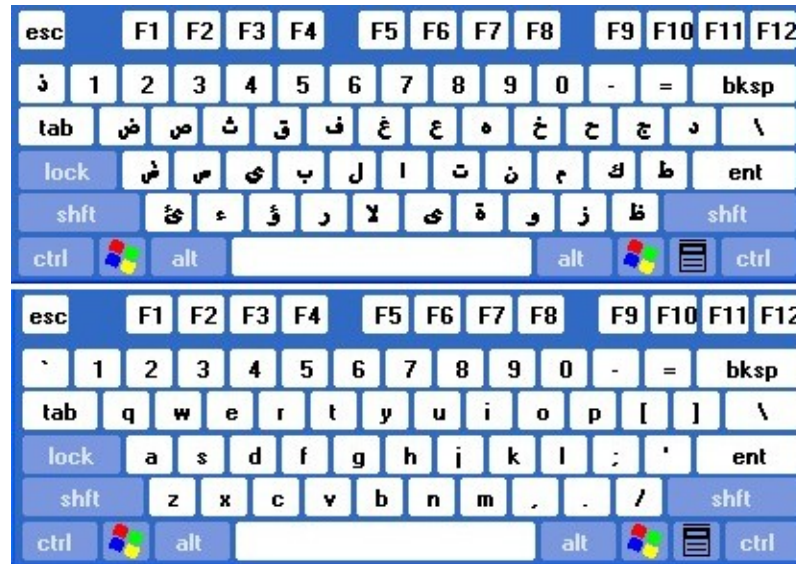 esc F1 F2 F3 F4 F5 F6 F7 F8 F9 F10 F11 F12
ذ 1 2 3 4 5 6 7 8 9 0 - = bksp
tab ض ص ث ق ف غ ع ه خ ح ج د \
lock ش س ى ب ل ا ت ن م ك ط ent
shft ئ ء ؤ ر لا ى ة و ز ظ shft
ctrl alt alt ctrl
esc F1 F2 F3 F4 F5 F6 F7 F8 F9 F10 F11 F12
` 1 2 3 4 5 6 7 8 9 0 - = bksp
tab q w e r t y u i o p [ ] \
lock a s d f g h j k l ; ' ent
shft z x c v b n m , . / shft
ctrl alt alt ctrl